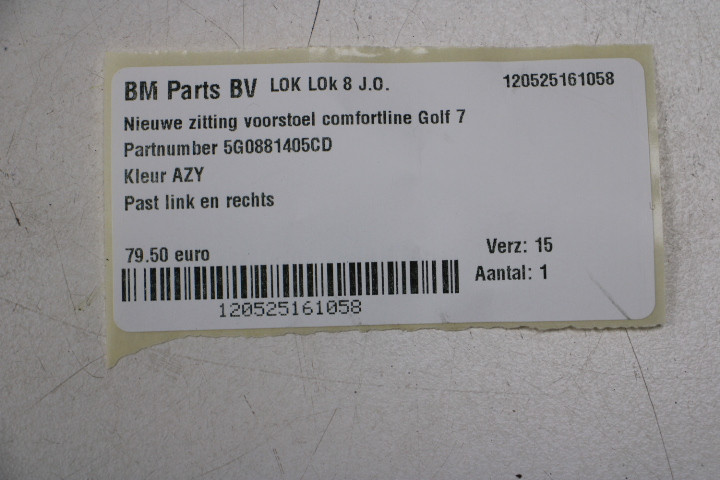 BM Parts BV LOK LOk 8 J.O. 120525161058
Nieuwe zitting voorstoel comfortline Golf 7
Partnumber 5G0881405CD
Kleur AZY
Past link en rechts
79.50 euro Verz: 15
Aantal: 1
120525161058